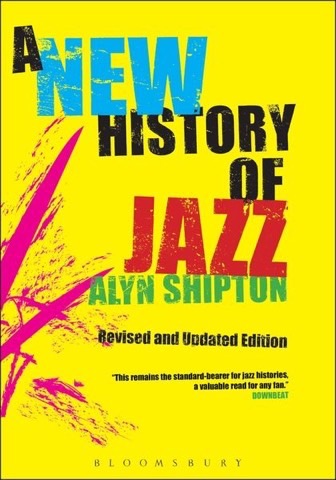 A NEW
HISTORY
OF
JAZZ
ALYN SHIPTON
Revised and Updated Edition
"This remains the standard-bearer for jazz histories,
a valuable read for any fan."
DOWNBEAT
BLOOMSBURY